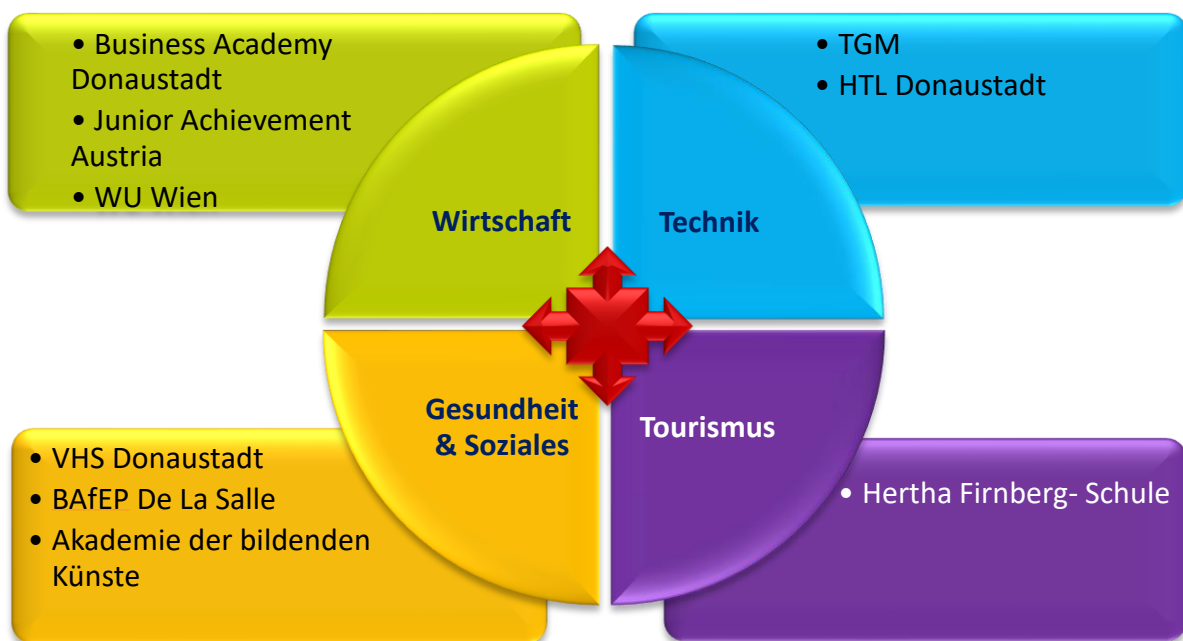 • Business Academy
Donaustadt
• Junior Achievement
Austria
• WU Wien
• TGM
• HTL Donaustadt
Wirtschaft
Technik
Gesundheit
& Soziales
Tourismus
• VHS Donaustadt
• BAfEP De La Salle
• Akademie der bildenden
Künste
• Hertha Firnberg- Schule